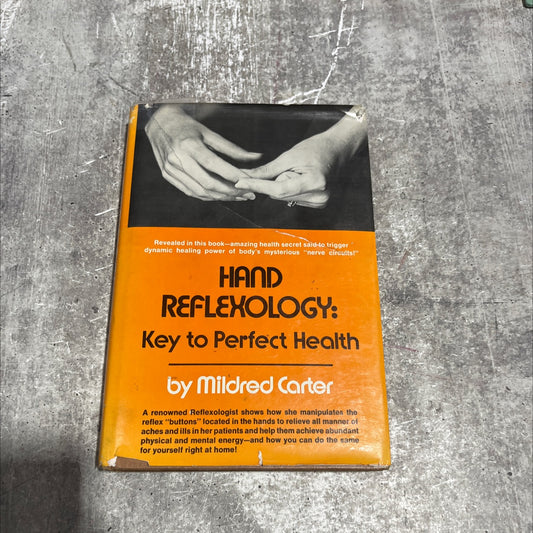 Revealed in this book—amazing health secret said to trigger
dynamic healing power of body's mysterious "nerve circuits!"
HAND
REFLEXOLOGY:
Key to Perfect Health
by Mildred Carter
A renowned Reflexologist shows how she manipulates the
reflex "buttons" located in the hands to relieve all manner of
aches and ills in her patients and help them achieve abundant
physical and mental energy—and how you can do the same
for yourself right at home!